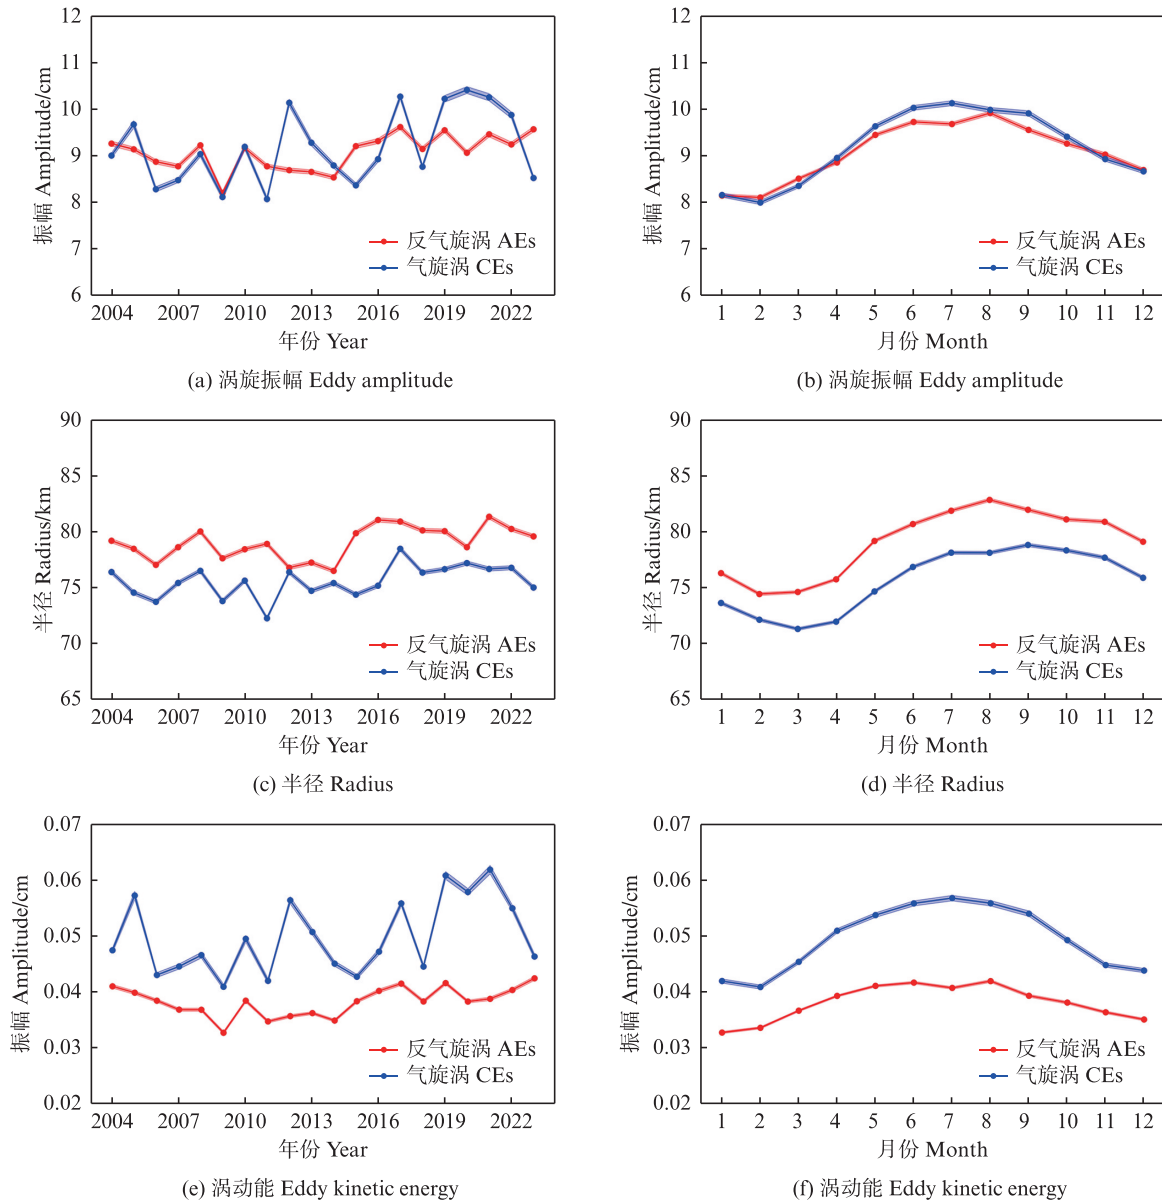 振幅 Amplitude/cm
12
11
10
9
8
7
6
反气旋涡 AEs
气旋涡 CEs
2004 2007 2010 2013 2016 2019 2022
年份 Year
(a) 涡旋振幅 Eddy amplitude
振幅 Amplitude/cm
12
11
10
9
8
7
6
反气旋涡 AEs
气旋涡 CEs
1 2 3 4 5 6 7 8 9 10 11 12
月份 Month
(b) 涡旋振幅 Eddy amplitude
半径 Radius/km
90
85
80
75
70
65
反气旋涡 AEs
气旋涡 CEs
2004 2007 2010 2013 2016 2019 2022
年份 Year
(c) 半径 Radius
半径 Radius/km
90
85
80
75
70
65
反气旋涡 AEs
气旋涡 CEs
1 2 3 4 5 6 7 8 9 10 11 12
月份 Month
(d) 半径 Radius
振幅 Amplitude/cm
0.07
0.06
0.05
0.04
0.03
0.02
反气旋涡 AEs
气旋涡 CEs
2004 2007 2010 2013 2016 2019 2022
年份 Year
(e) 涡动能 Eddy kinetic energy
振幅 Amplitude/cm
0.07
0.06
0.05
0.04
0.03
0.02
反气旋涡 AEs
气旋涡 CEs
1 2 3 4 5 6 7 8 9 10 11 12
月份 Month
(f) 涡动能 Eddy kinetic energy